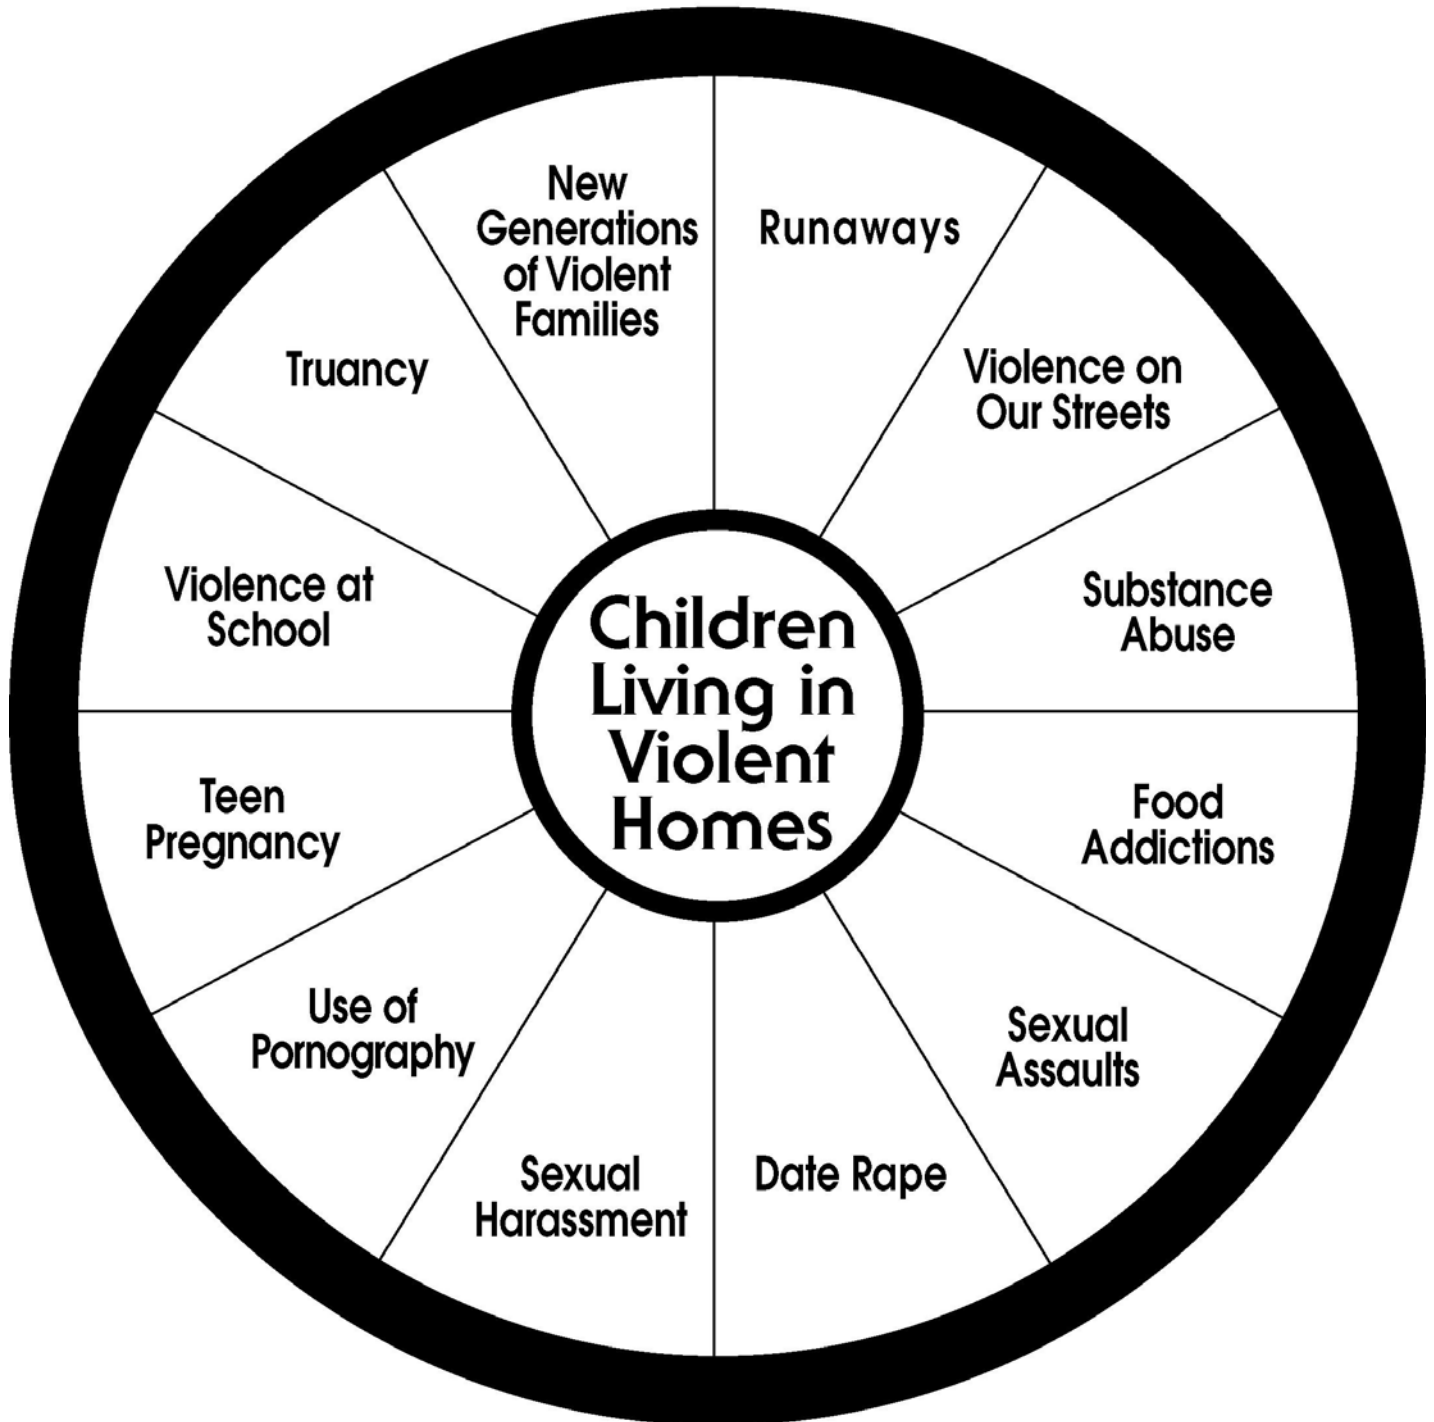 New
Generations
of Violent
Families
Runaways
Violence on
Our Streets
Substance
Abuse
Food
Addictions
Sexual
Assaults
Date Rape
Sexual
Harassment
Use of
Pornography
Teen
Pregnancy
Violence at
School
Truancy
Children
Living in
Violent
Homes